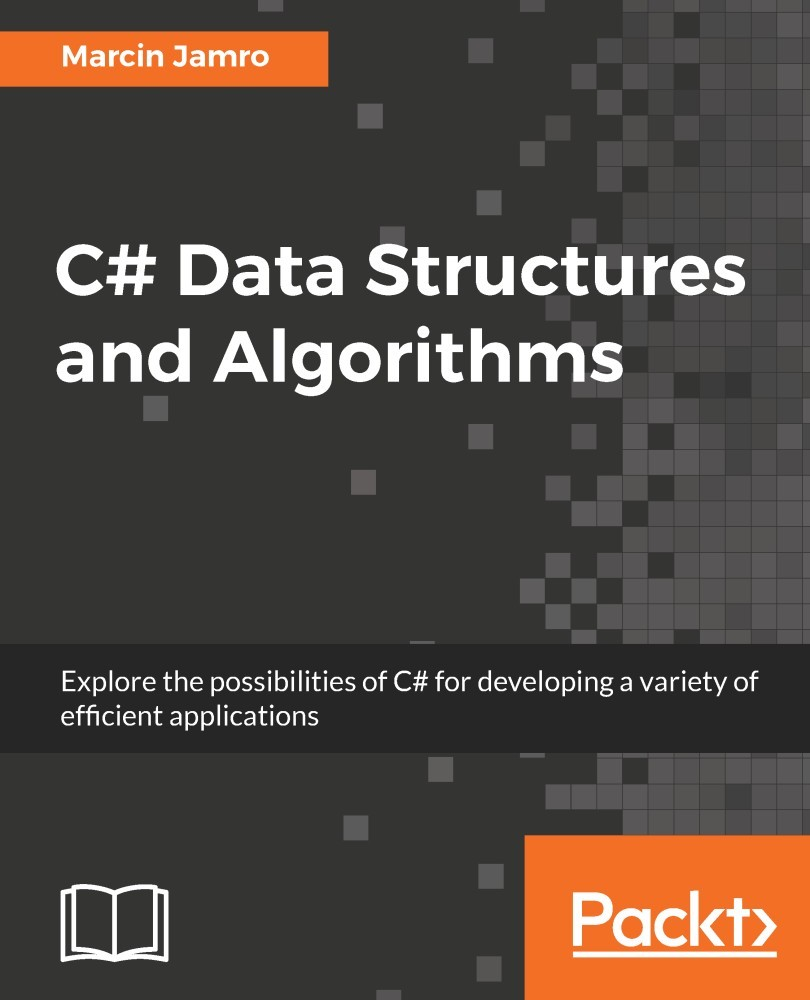 Marcin Jamro
C# Data Structures
and Algorithms
Explore the possibilities of C# for developing a variety of
efficient applications
Packt>